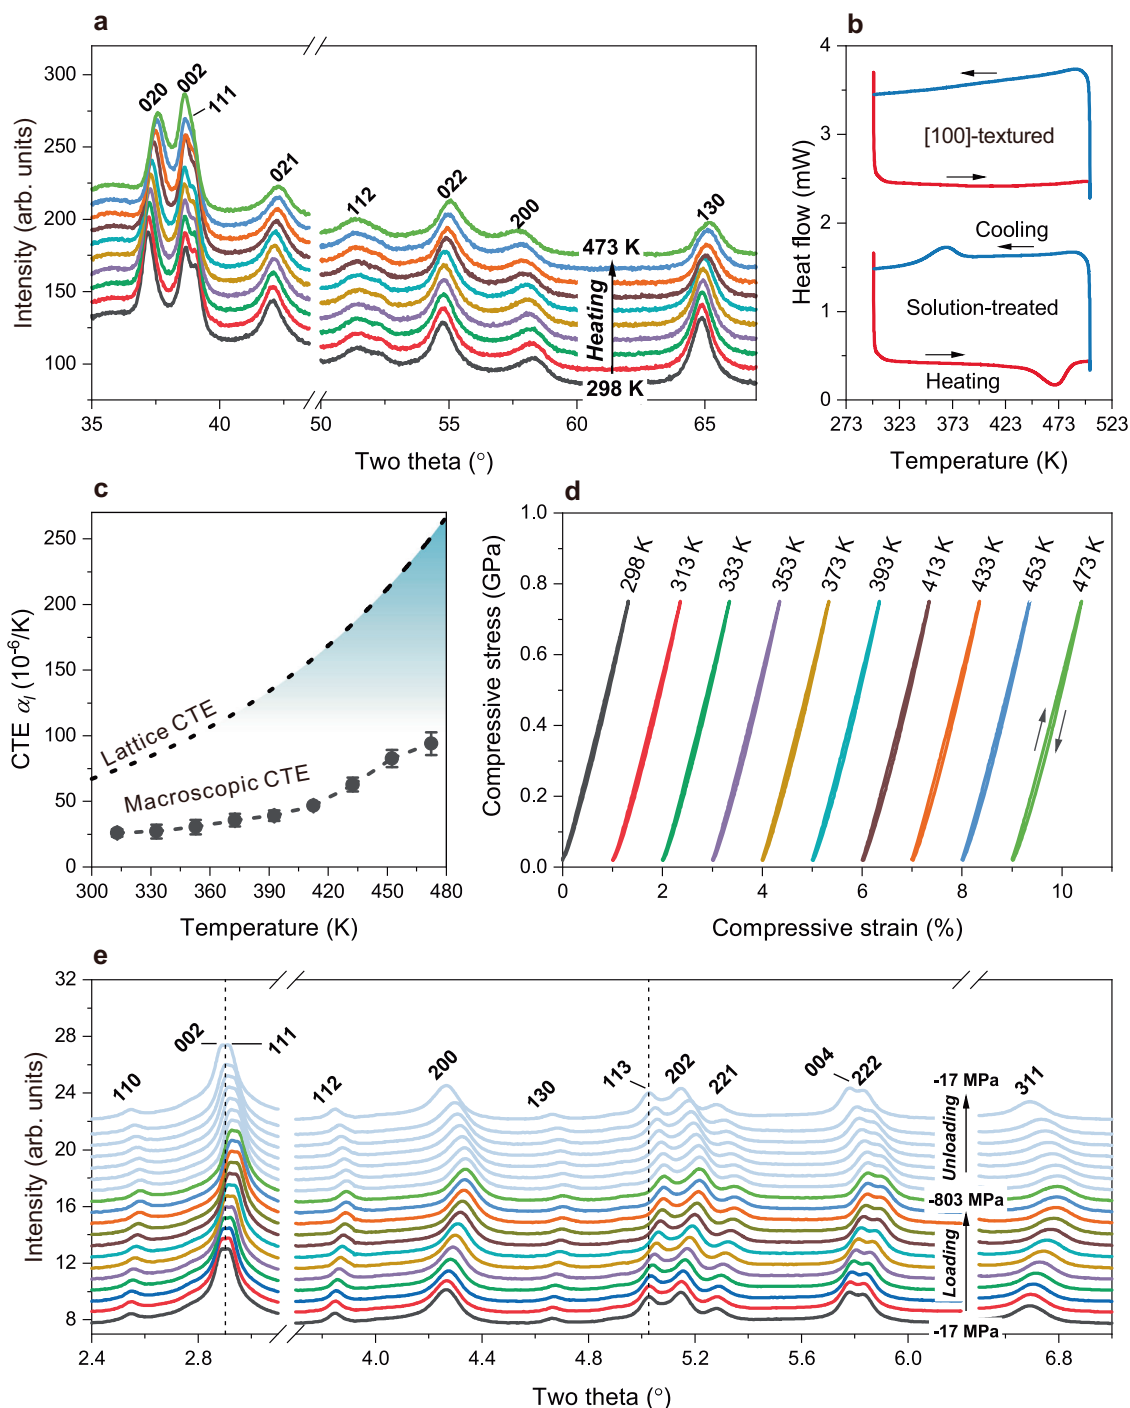 a
Intensity (arb. units)
300
250
200
150
100
35
40
50
55
60
65
Two theta (°)
020
002
111
021
112
022
200
130
473 K
Heating
298 K
b
Heat flow (mW)
4
3
2
1
0
273
323
373
423
473
523
Temperature (K)
[100]-textured
Cooling
Solution-treated
Heating
c
CTE αl (10-6/K)
250
200
150
100
50
0
300
330
360
390
420
450
480
Temperature (K)
Lattice CTE
Macroscopic CTE
d
Compressive stress (GPa)
1.0
0.8
0.6
0.4
0.2
0.0
0
2
4
6
8
10
Compressive strain (%)
298 K
313 K
333 K
353 K
373 K
393 K
413 K
433 K
453 K
473 K
e
Intensity (arb. units)
32
28
24
20
16
12
8
2.4
2.8
4.0
4.4
4.8
5.2
5.6
6.0
6.8
Two theta (°)
110
002
111
112
200
130
113
202
221
004
222
311
-17 MPa
Unloading
-803 MPa
Loading
-17 MPa